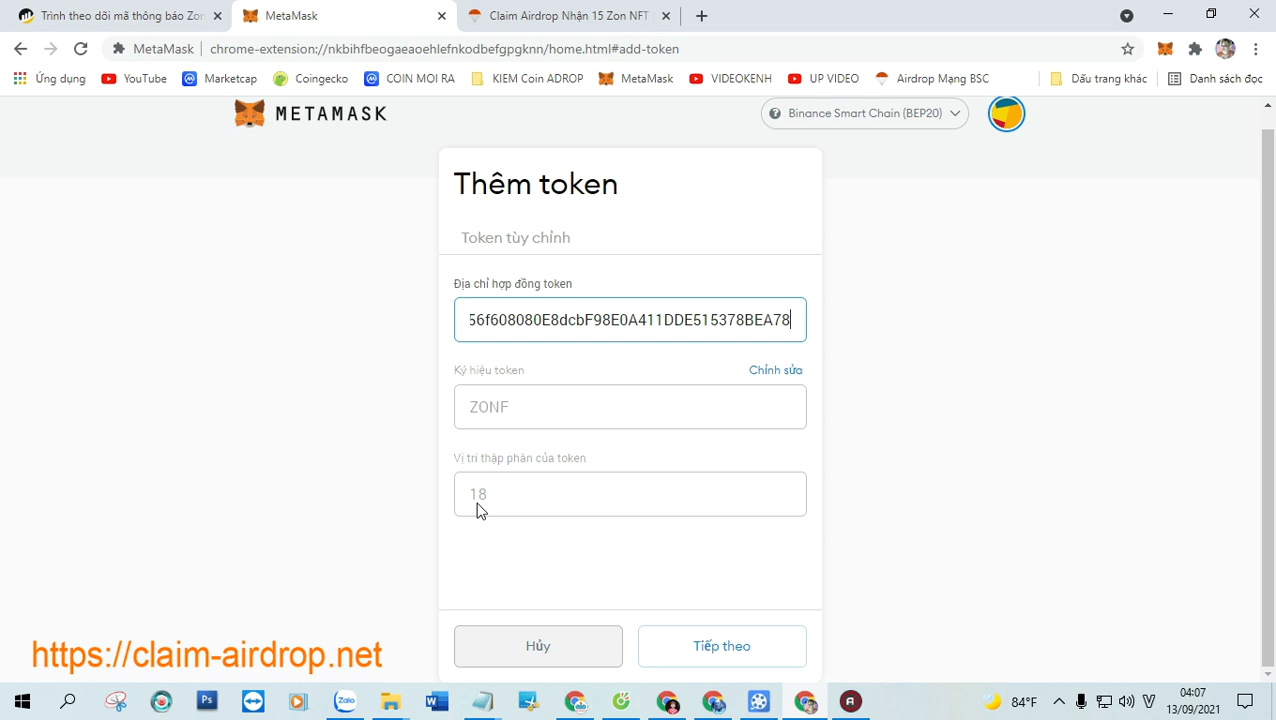 Trình theo dõi mã thông báo Zon
MetaMask
Claim Airdrop Nhận 15 Zon NFT
MetaMask
chrome-extension://nkbihfbeogaeaoehlefnkodbefgpgknn/home.html#add-token
Ứng dụng
YouTube
Marketcap
Coingecko
COIN MOI RA
KIEM Coin ADROP
MetaMask
VIDEOKENH
UP VIDEO
Airdrop Mạng BSC
Dấu trang khác
Danh sách đọc
METAMASK
Binance Smart Chain (BEP20)
Thêm token
Token tùy chỉnh
Địa chỉ hợp đồng token
56f608080E8dcbF98E0A411DDE515378BEA78
Ký hiệu token
Chỉnh sửa
ZONF
Vị trí thập phân của token
18
Hủy
Tiếp theo
https://claim-airdrop.net
84°F
04:07
13/09/2021